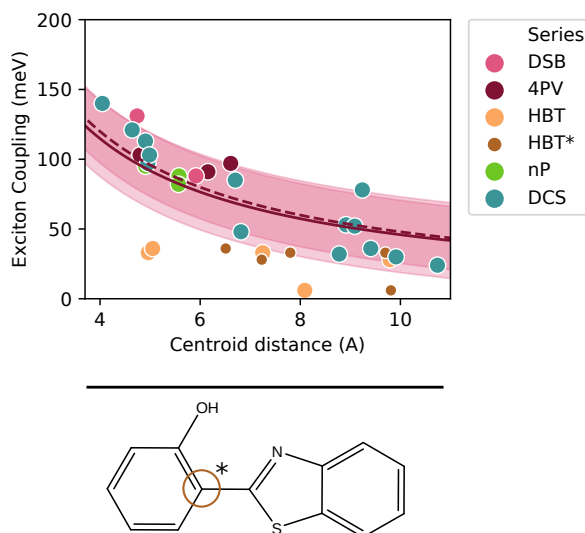 200
150
100
50
0
Exciton Coupling (meV)
4
6
8
10
Centroid distance (A)
Series
DSB
4PV
HBT
HBT*
nP
DCS
OH
*
N
S